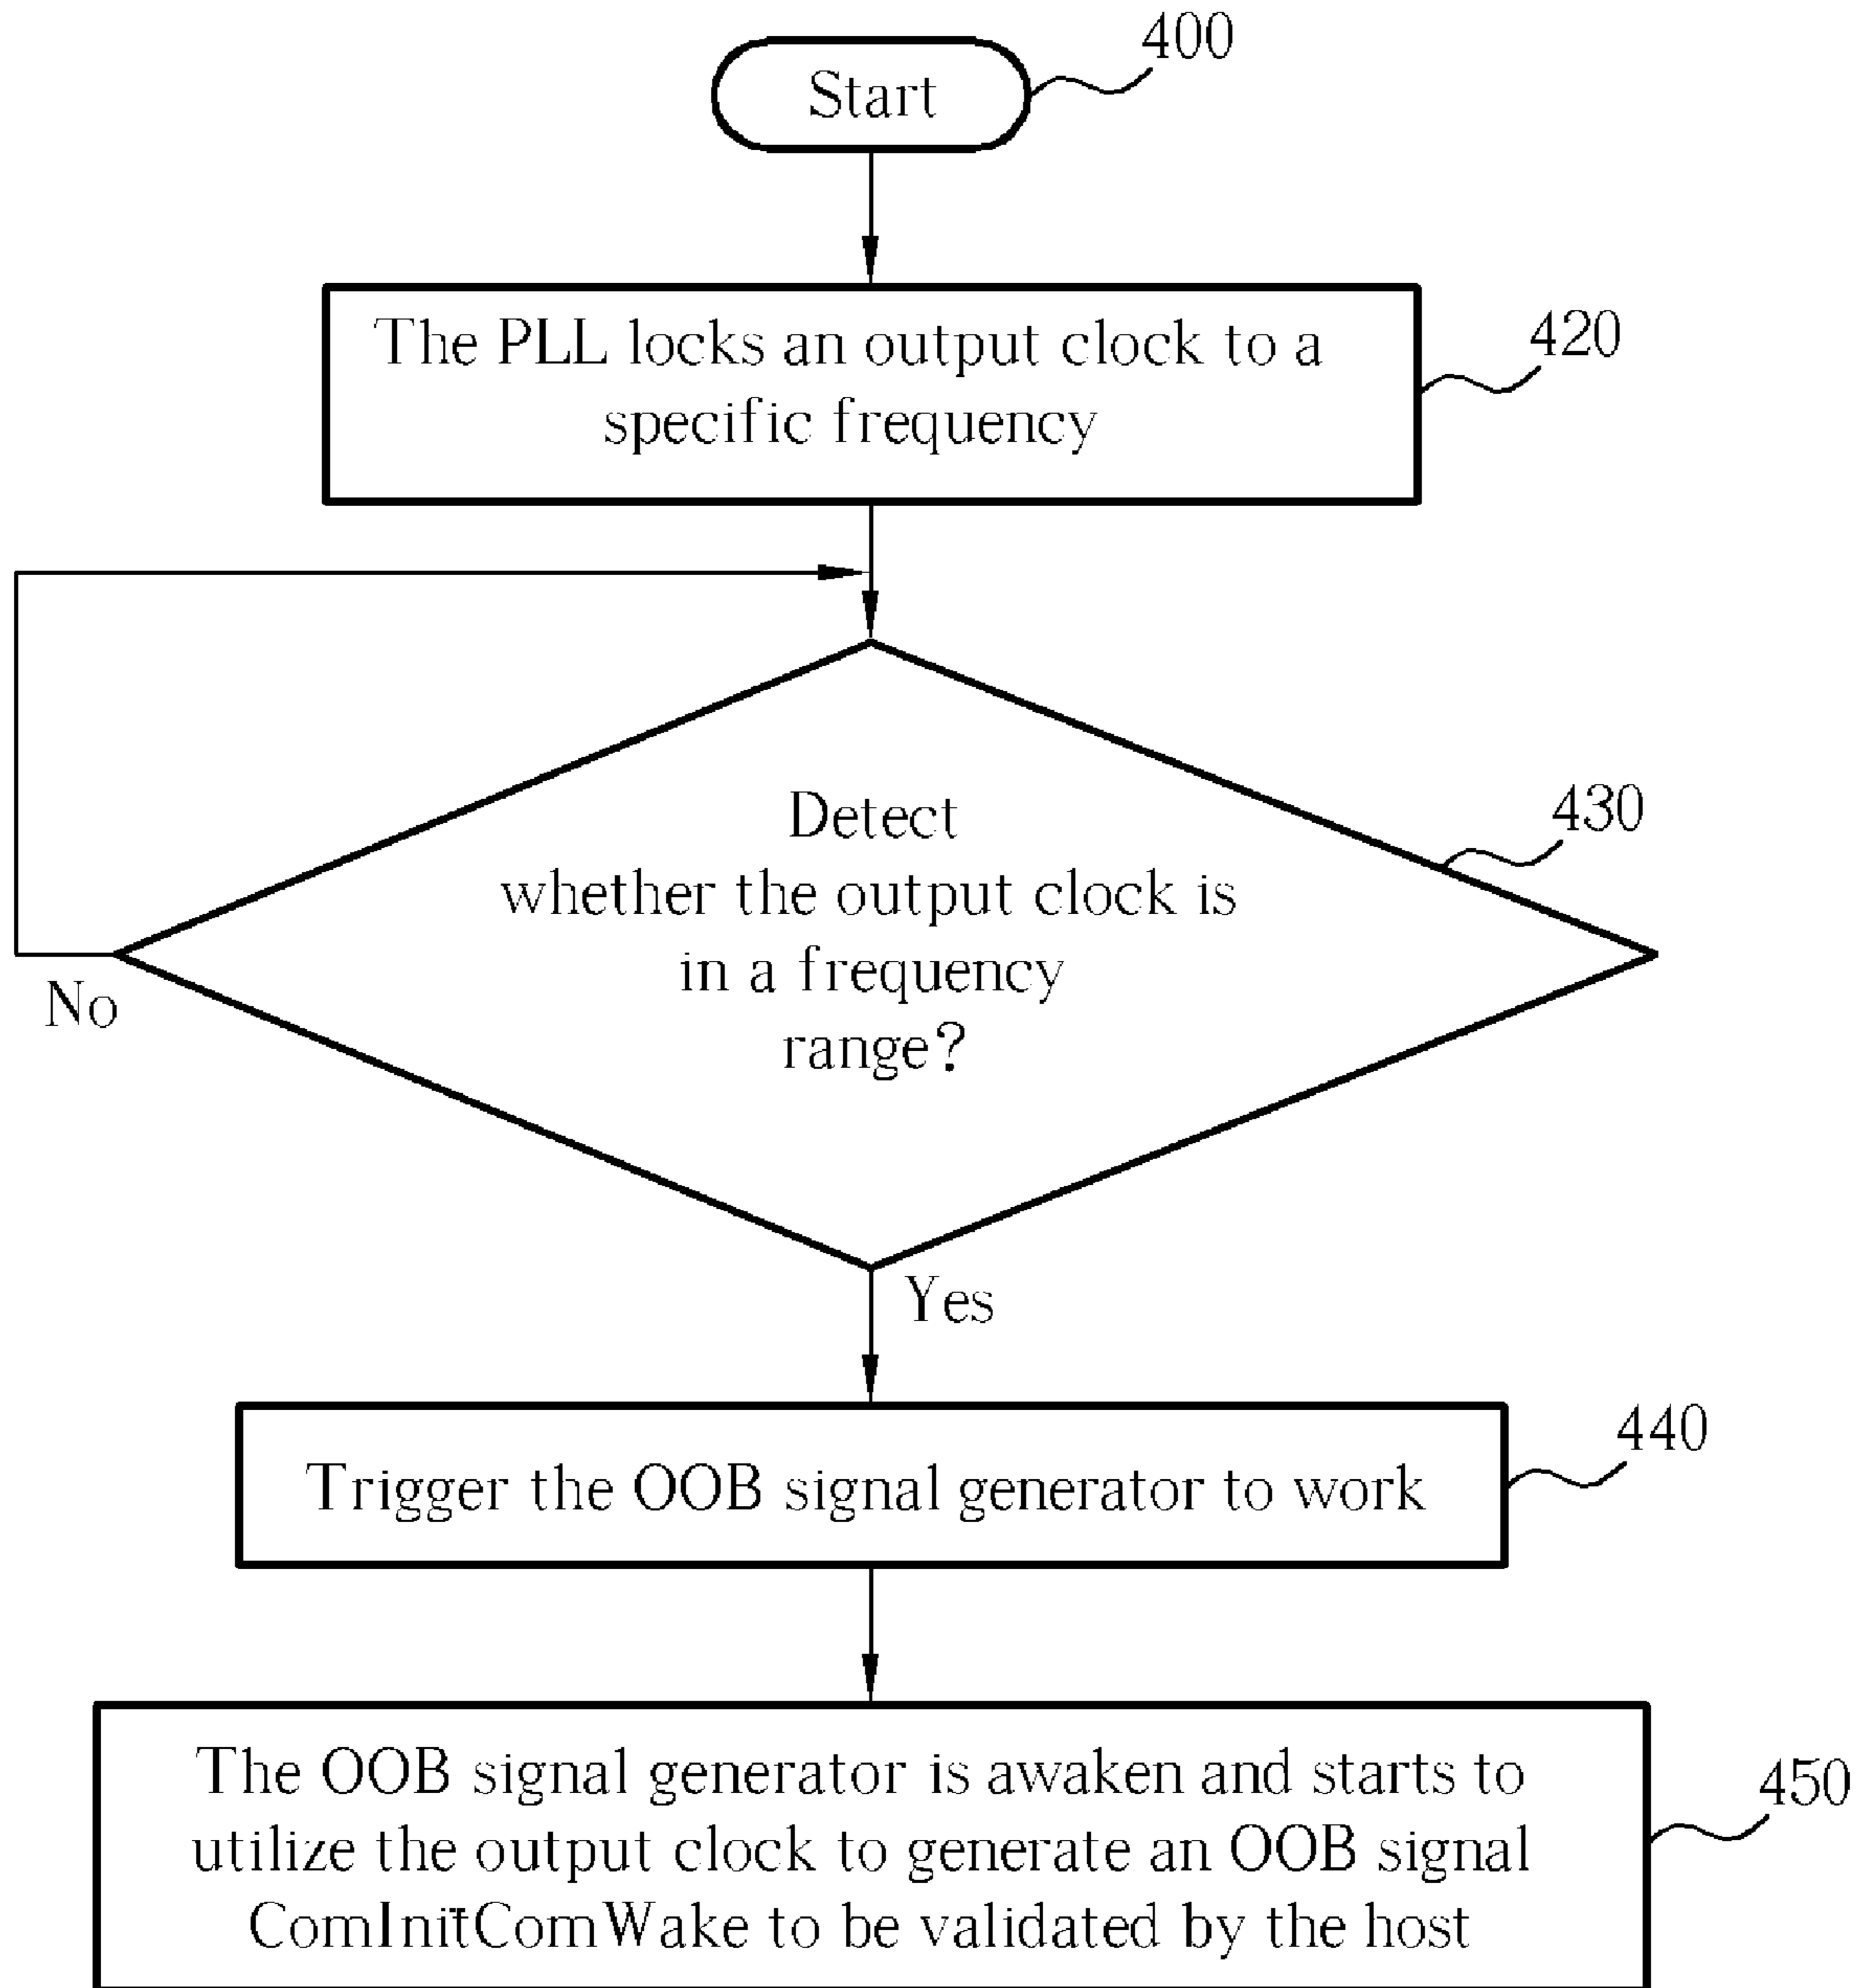 Start
400
The PLL locks an output clock to a
specific frequency
420
Detect
whether the output clock is
in a frequency
range?
430
No
Yes
Trigger the OOB signal generator to work
440
The OOB signal generator is awaken and starts to
utilize the output clock to generate an OOB signal
ComInitComWake to be validated by the host
450